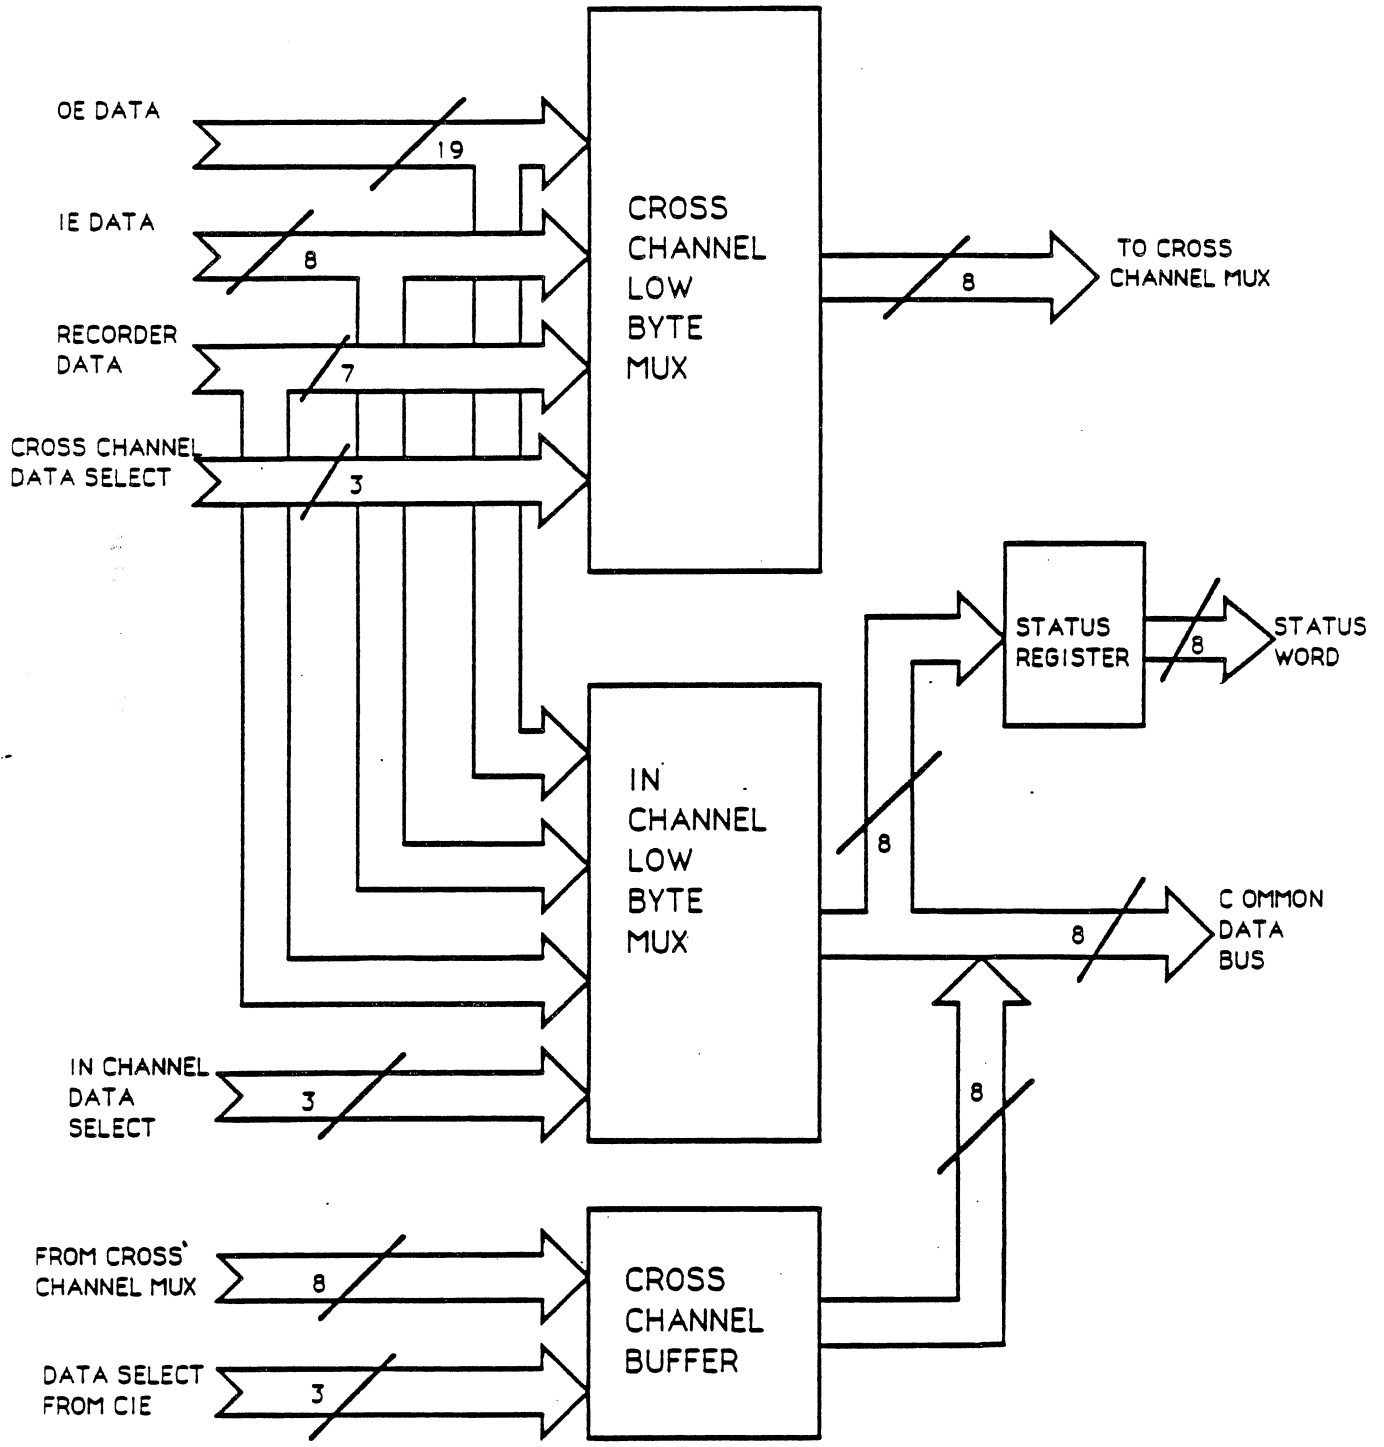 OE DATA
19
IE DATA
8
RECORDER
DATA
7
CROSS CHANNEL
DATA SELECT
3
CROSS
CHANNEL
LOW
BYTE
MUX
8
TO CROSS
CHANNEL MUX
STATUS
REGISTER
8
STATUS
WORD
IN
CHANNEL
LOW
BYTE
MUX
8
8
C OMMON
DATA
BUS
IN CHANNEL
DATA
SELECT
3
8
FROM CROSS
CHANNEL MUX
8
CROSS
CHANNEL
BUFFER
DATA SELECT
FROM CIE
3